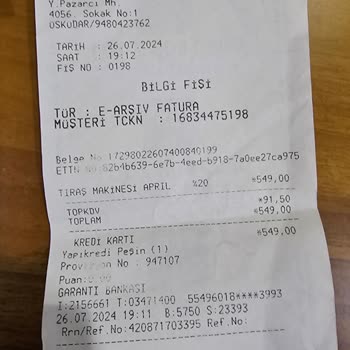 Y.Pazarcı Mh.
4056. Sokak No:1
ÜSKÜDAR/9480423762
TARİH : 26.07.2024
SAAT : 19:12
FİŞ NO : 0198
BİLGİ FİŞİ
TÜR : E-ARŞİV FATURA
MÜŞTERİ TCKN : 16834475198
Belge No:17298022607400840199
ETTN No:82b4b639-6e7b-4eed-b918-7a0ee27ca975
TIRAŞ MAKİNESİ APRIL %20 *549,00
TOPKDV *91,50
TOPLAM *549,00
KREDİ KARTI *549,00
Yapıkredi Peşin (1)
Provizyon No : 947107
Puan:0.00
GARANTİ BANKASI
I:2156661 T:03471400 55496018****3993
26.07.2024 19:11 B:5750 S:23393
Rrn/Ref.No:420871703395 Ref.No: